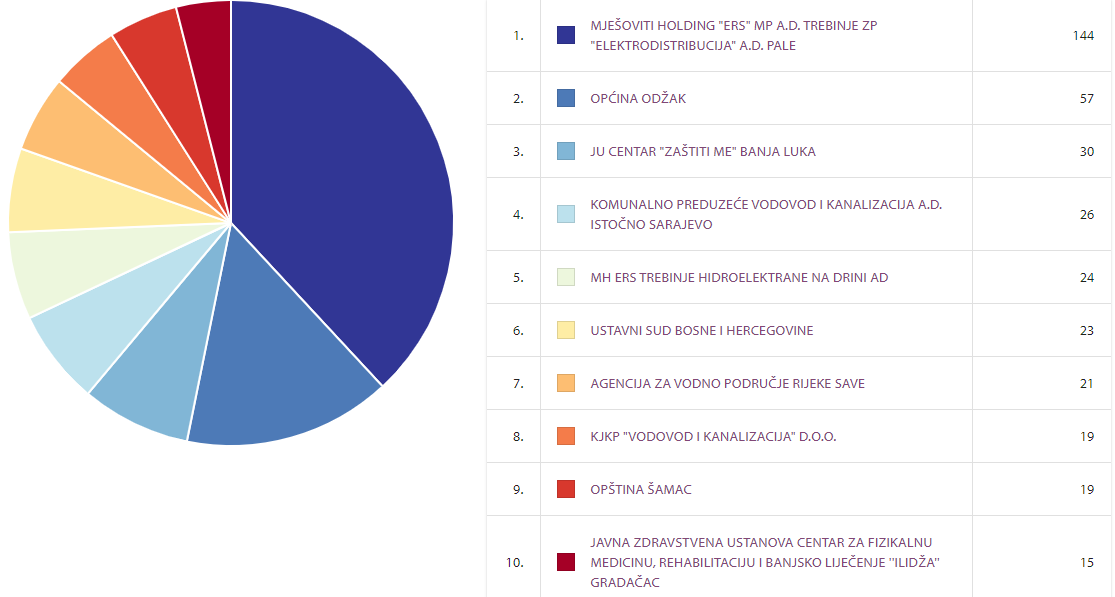 1. MJEŠOVITI HOLDING "ERS" MP A.D. TREBINJE ZP
"ELEKTRODISTRIBUCIJA" A.D. PALE 144
2. OPĆINA ODŽAK 57
3. JU CENTAR "ZAŠTITI ME" BANJA LUKA 30
4. KOMUNALNO PREDUZEĆE VODOVOD I KANALIZACIJA A.D.
ISTOČNO SARAJEVO 26
5. MH ERS TREBINJE HIDROELEKTRANE NA DRINI AD 24
6. USTAVNI SUD BOSNE I HERCEGOVINE 23
7. AGENCIJA ZA VODNO PODRUČJE RIJEKE SAVE 21
8. KJKP "VODOVOD I KANALIZACIJA" D.O.O. 19
9. OPŠTINA ŠAMAC 19
10. JAVNA ZDRAVSTVENA USTANOVA CENTAR ZA FIZIKALNU
MEDICINU, REHABILITACIJU I BANJSKO LIJEČENJE ''ILIDŽA''
GRADAČAC 15